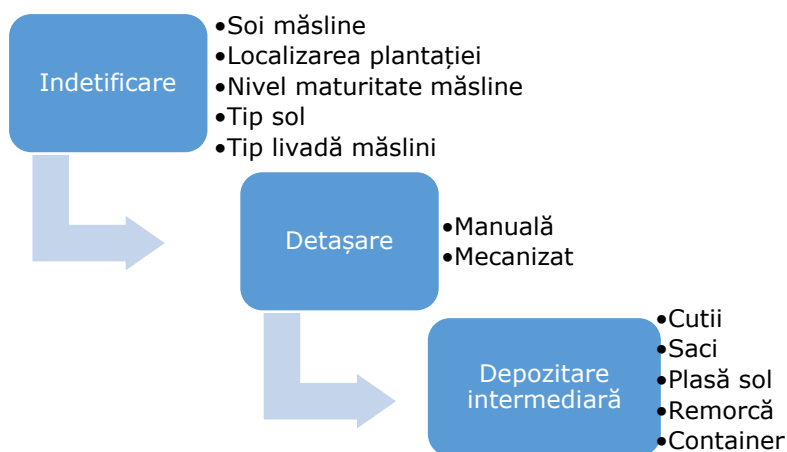 Indetificare
•Soi măsline
•Localizarea plantației
•Nivel maturitate măsline
•Tip sol
•Tip livadă măslini
Detașare
•Manuală
•Mecanizat
Depozitare
intermediară
•Cutii
•Saci
•Plasă sol
•Remorcă
•Container